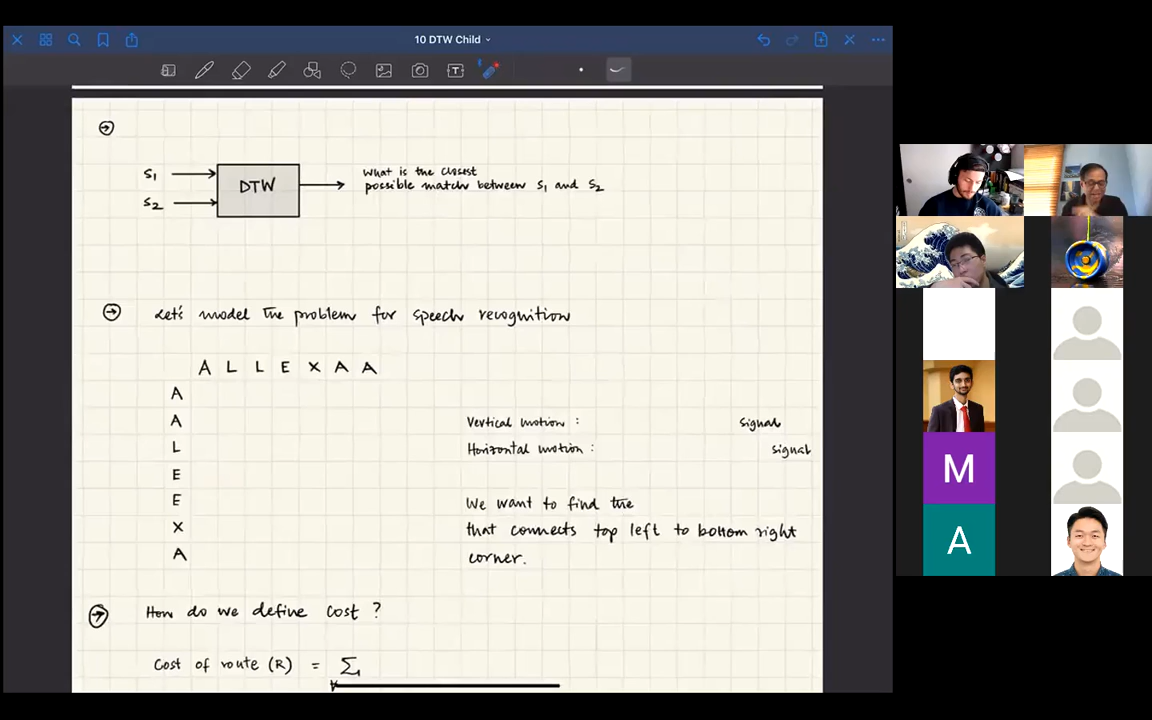 10 DTW Child
T
S1
S2
DTW
What is the closest
possible match between S1 and S2
Let's model the problem for speech recognition
A L L E X A A
A
A
L
E
E
X
A
Vertical motion : signal
Horizontal motion : signal
We want to find the
that connects top left to bottom right
corner.
How do we define cost ?
Cost of route (R) = Σ
M
A